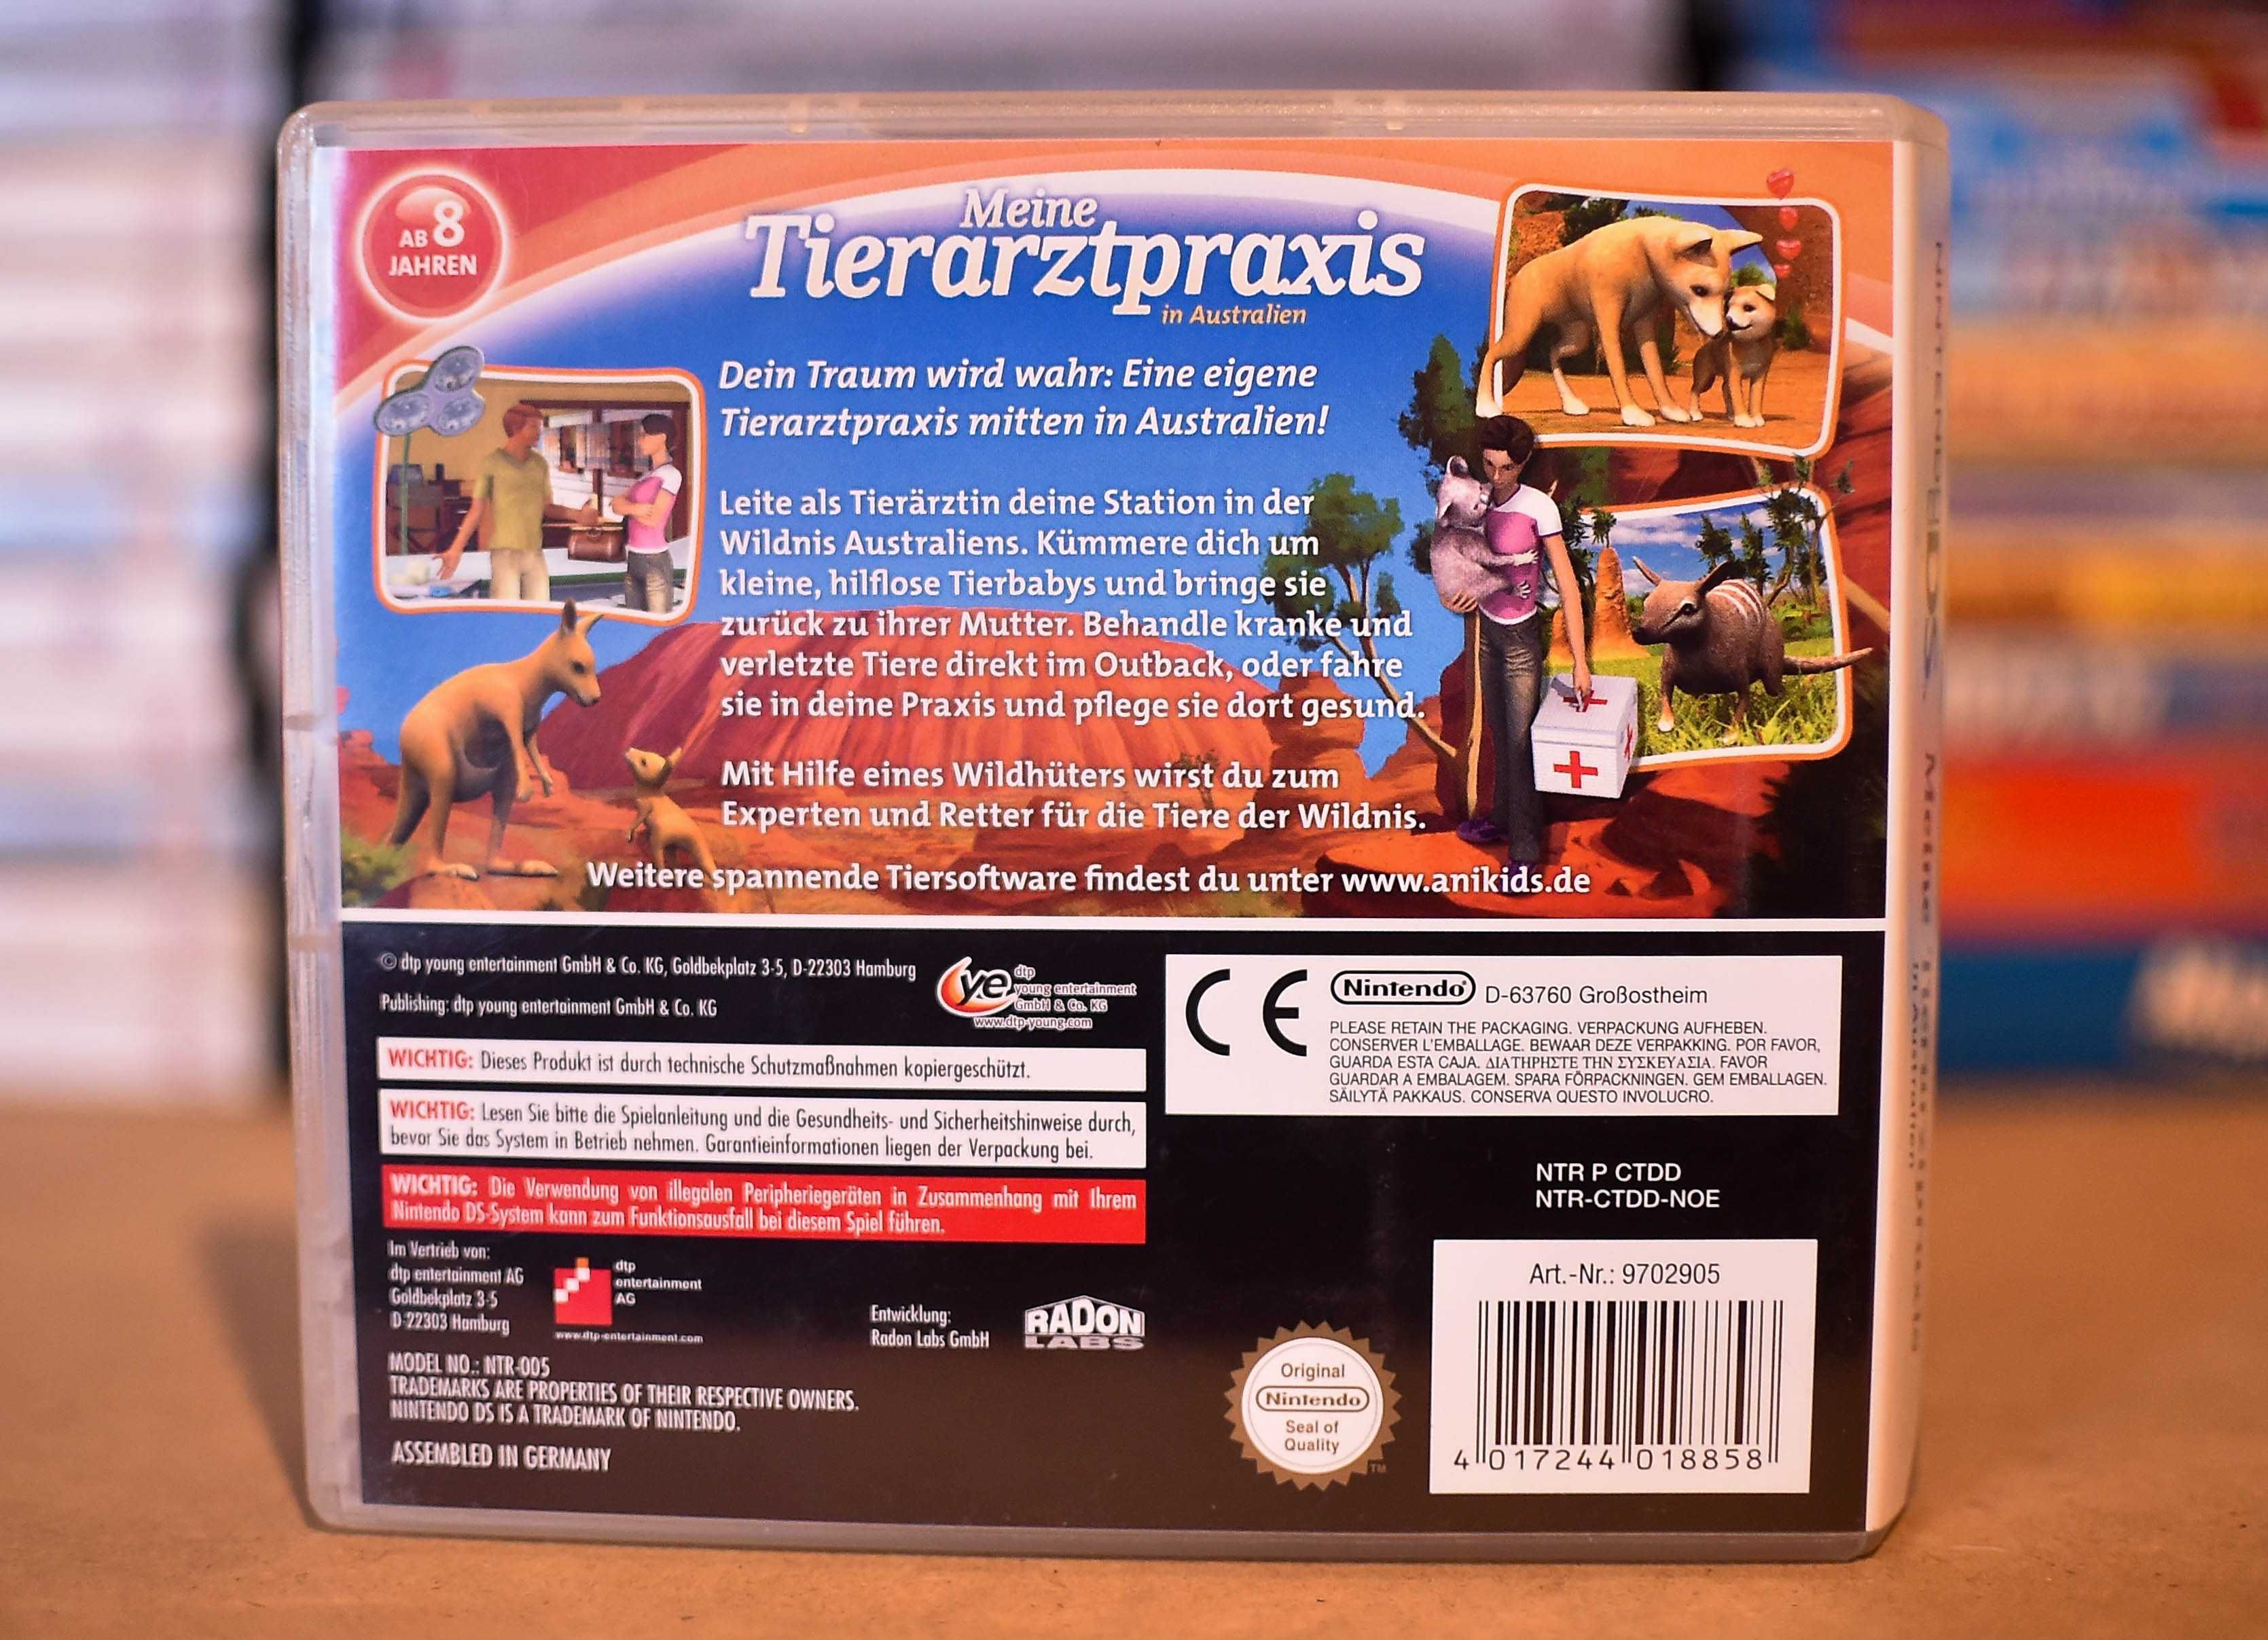 AB 8
JAHREN
Meine
Tierarztpraxis
in Australien
Dein Traum wird wahr: Eine eigene
Tierarztpraxis mitten in Australien!
Leite als Tierärztin deine Station in der
Wildnis Australiens. Kümmere dich um
kleine, hilflose Tierbabys und bringe sie
zurück zu ihrer Mutter. Behandle kranke und
verletzte Tiere direkt im Outback, oder fahre
sie in deine Praxis und pflege sie dort gesund.
Mit Hilfe eines Wildhüters wirst du zum
Experten und Retter für die Tiere der Wildnis.
Weitere spannende Tiersoftware findest du unter www.anikids.de
© dtp young entertainment GmbH & Co. KG, Goldbekplatz 3-5, D-22303 Hamburg
Publishing: dtp young entertainment GmbH & Co. KG
ye dtp
young entertainment
GmbH & Co. KG
www.dtp-young.com
WICHTIG: Dieses Produkt ist durch technische Schutzmaßnahmen kopiergeschützt.
WICHTIG: Lesen Sie bitte die Spielanleitung und die Gesundheits- und Sicherheitshinweise durch,
bevor Sie das System in Betrieb nehmen. Garantieinformationen liegen der Verpackung bei.
WICHTIG: Die Verwendung von illegalen Peripheriegeräten in Zusammenhang mit Ihrem
Nintendo DS-System kann zum Funktionsausfall bei diesem Spiel führen.
Im Vertrieb von:
dtp entertainment AG
Goldbekplatz 3-5
D-22303 Hamburg
dtp
entertainment
AG
www.dtp-entertainment.com
Entwicklung:
Radon Labs GmbH
RADON
LABS
MODEL NO.: NTR-005
TRADEMARKS ARE PROPERTIES OF THEIR RESPECTIVE OWNERS.
NINTENDO DS IS A TRADEMARK OF NINTENDO.
ASSEMBLED IN GERMANY
CE
Nintendo® D-63760 Großostheim
PLEASE RETAIN THE PACKAGING. VERPACKUNG AUFHEBEN.
CONSERVER L'EMBALLAGE. BEWAAR DEZE VERPAKKING. POR FAVOR,
GUARDA ESTA CAJA. ΔΙΑΤΗΡΗΣΤΕ ΤΗΝ ΣΥΣΚΕΥΑΣΙΑ. FAVOR
GUARDAR A EMBALAGEM. SPARA FÖRPACKNINGEN. GEM EMBALLAGEN.
SÄILYTÄ PAKKAUS. CONSERVA QUESTO INVOLUCRO.
NTR P CTDD
NTR-CTDD-NOE
Art.-Nr.: 9702905
4 017244 018858
Original
Nintendo
Seal of
Quality
TM